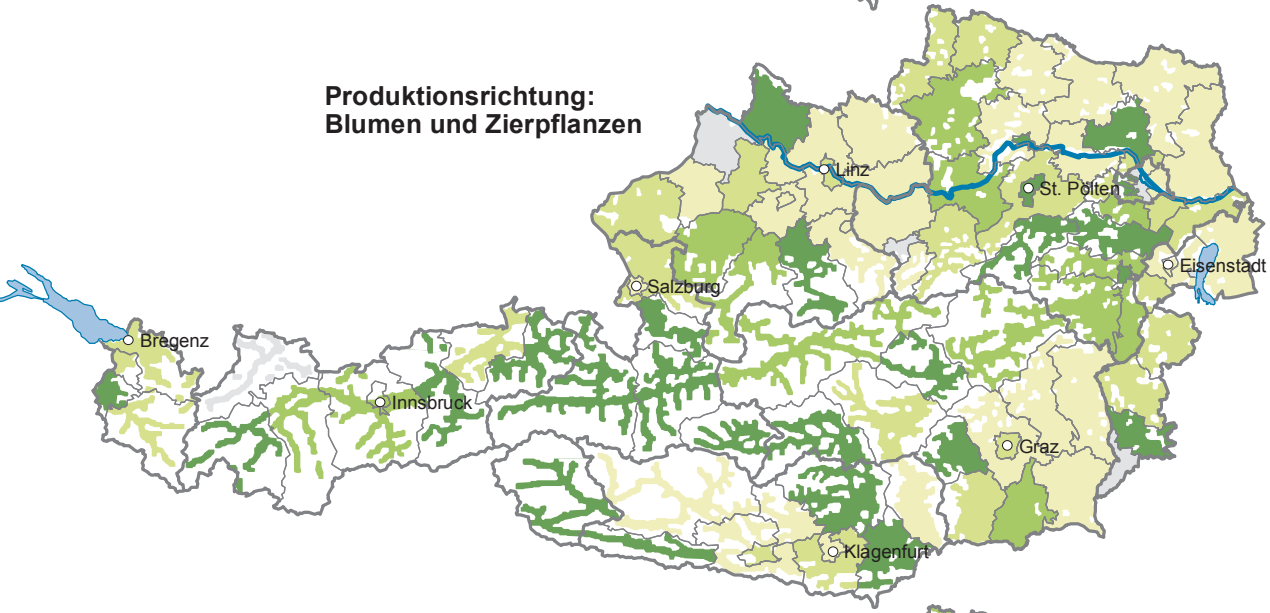 Produktionsrichtung:
Blumen und Zierpflanzen
Linz
St. Pölten
Eisenstadt
Salzburg
Bregenz
Innsbruck
Graz
Klagenfurt